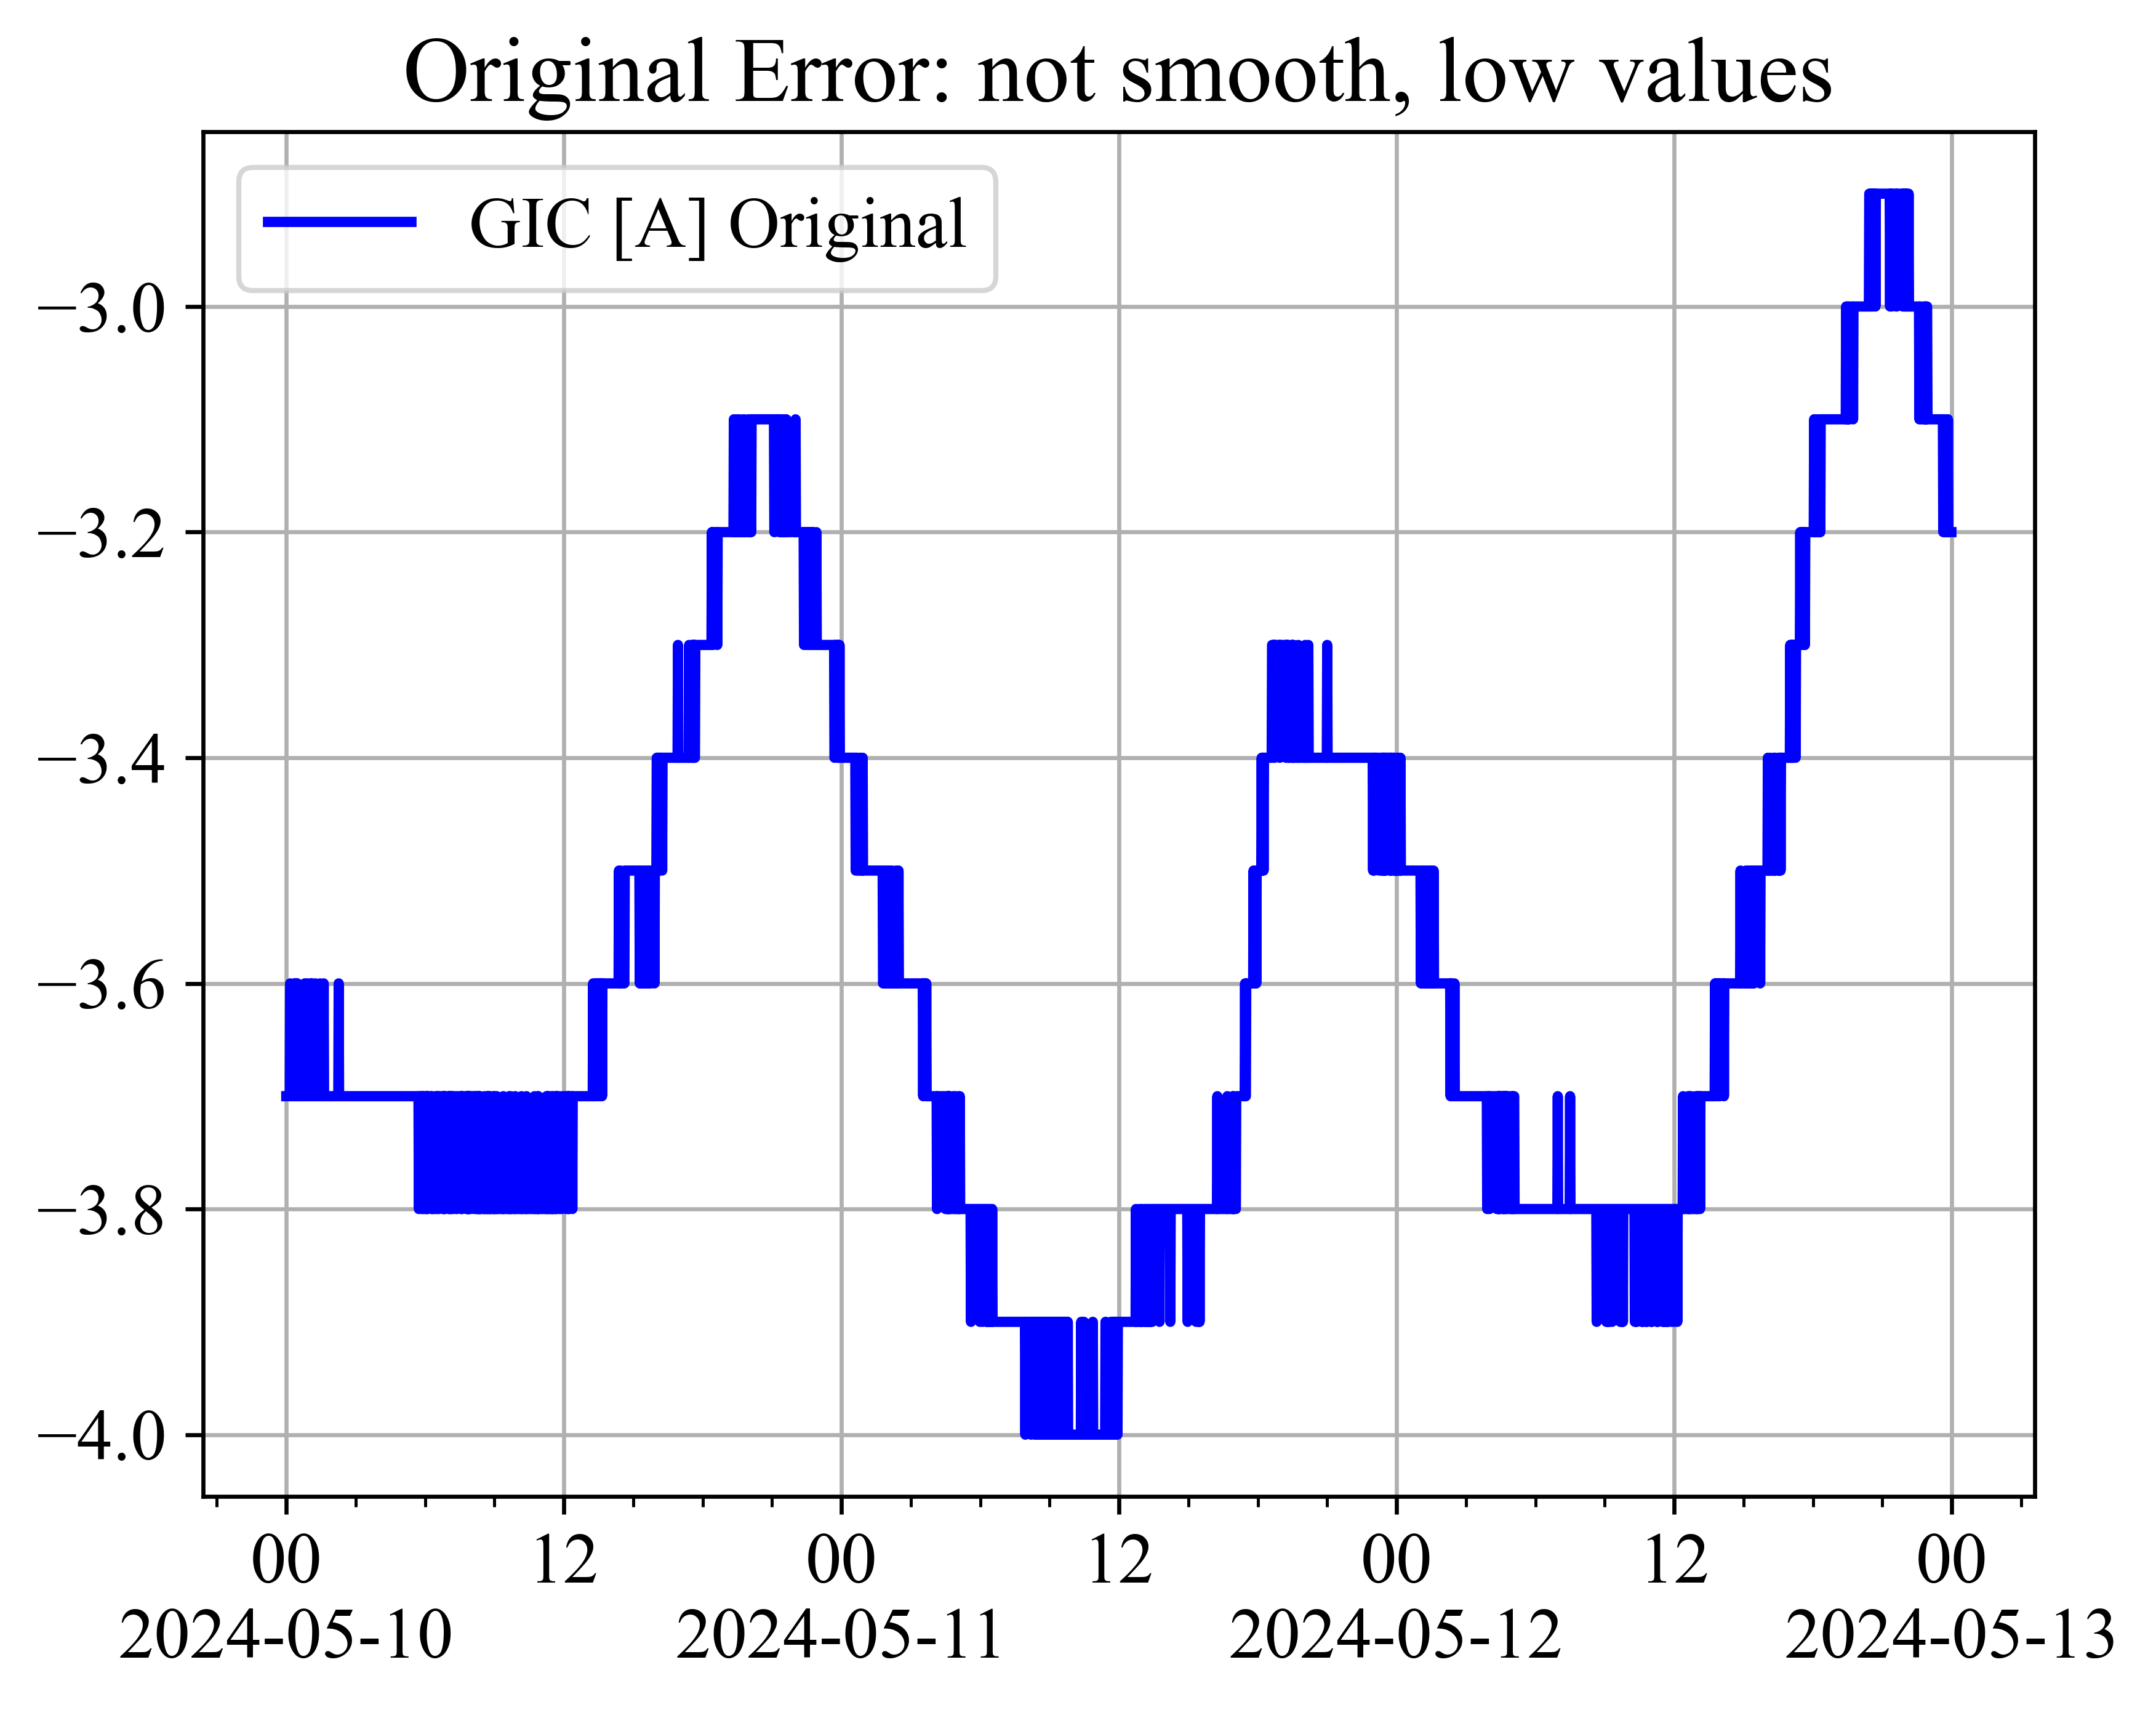 Original Error: not smooth, low values
GIC [A] Original
−3.0
−3.2
−3.4
−3.6
−3.8
−4.0
00 12 00 12 00 12 00
2024-05-10 2024-05-11 2024-05-12 2024-05-13